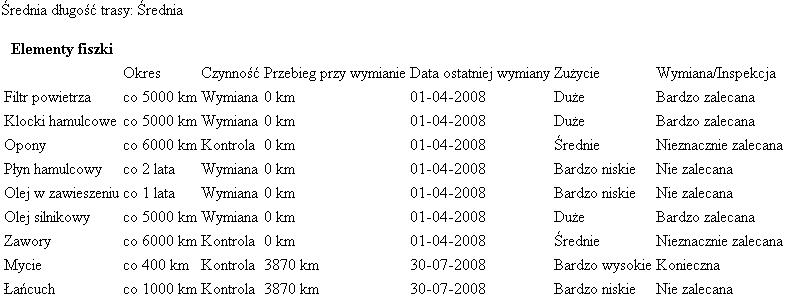 Średnia długość trasy: Średnia
Elementy fiszki
Okres Czynność Przebieg przy wymianie Data ostatniej wymiany Zużycie Wymiana/Inspekcja
Filtr powietrza co 5000 km Wymiana 0 km 01-04-2008 Duże Bardzo zalecana
Klocki hamulcowe co 5000 km Wymiana 0 km 01-04-2008 Duże Bardzo zalecana
Opony co 6000 km Kontrola 0 km 01-04-2008 Średnie Nieznacznie zalecana
Płyn hamulcowy co 2 lata Wymiana 0 km 01-04-2008 Bardzo niskie Nie zalecana
Olej w zawieszeniu co 1 lata Wymiana 0 km 01-04-2008 Bardzo niskie Nie zalecana
Olej silnikowy co 5000 km Wymiana 0 km 01-04-2008 Duże Bardzo zalecana
Zawory co 6000 km Kontrola 0 km 01-04-2008 Średnie Nieznacznie zalecana
Mycie co 400 km Kontrola 3870 km 30-07-2008 Bardzo wysokie Konieczna
Łańcuch co 1000 km Kontrola 3870 km 30-07-2008 Bardzo niskie Nie zalecana